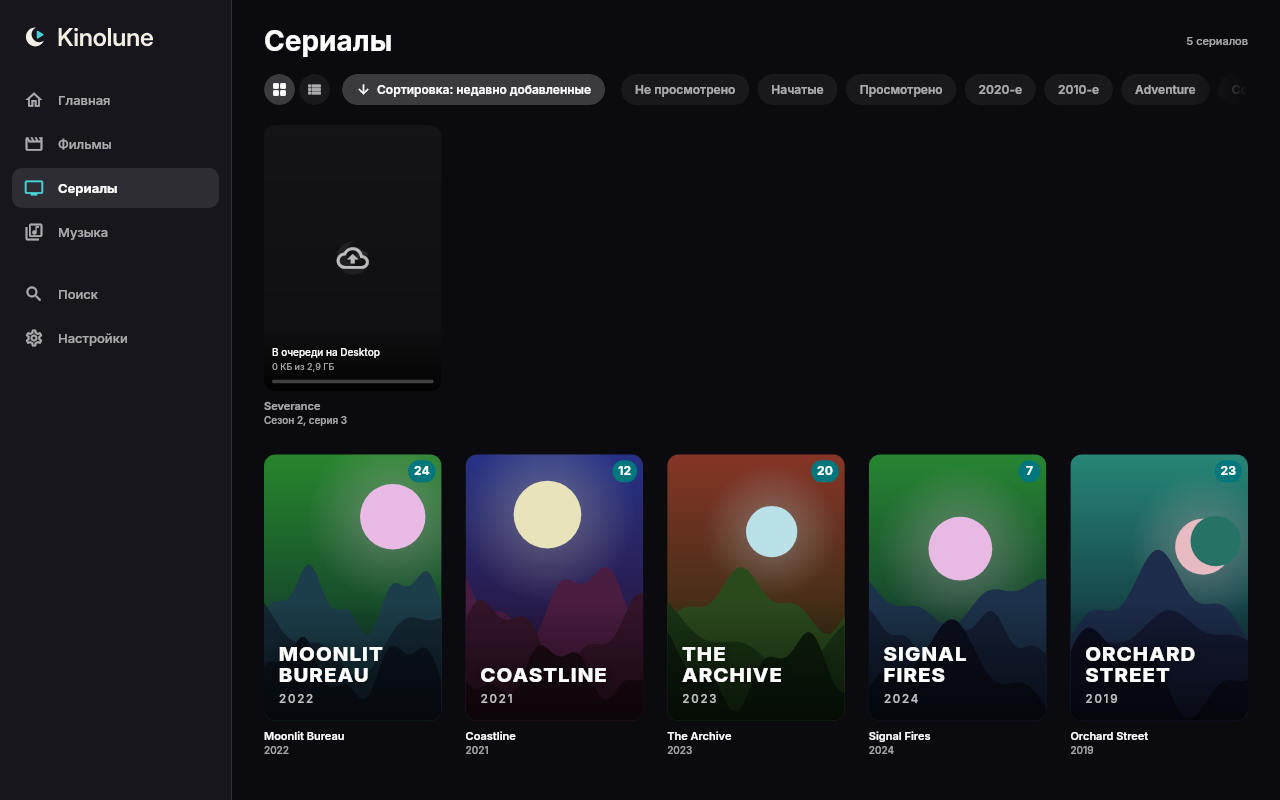 Kinolune
Главная
Фильмы
Сериалы
Музыка
Поиск
Настройки
Сериалы
5 сериалов
Сортировка: недавно добавленные
Не просмотрено
Начатые
Просмотрено
2020-е
2010-е
Adventure
В очереди на Desktop
0 КБ из 2,9 ГБ
Severance
Сезон 2, серия 3
24
MOONLIT
BUREAU
2022
Moonlit Bureau
2022
12
COASTLINE
2021
Coastline
2021
20
THE
ARCHIVE
2023
The Archive
2023
7
SIGNAL
FIRES
2024
Signal Fires
2024
23
ORCHARD
STREET
2019
Orchard Street
2019